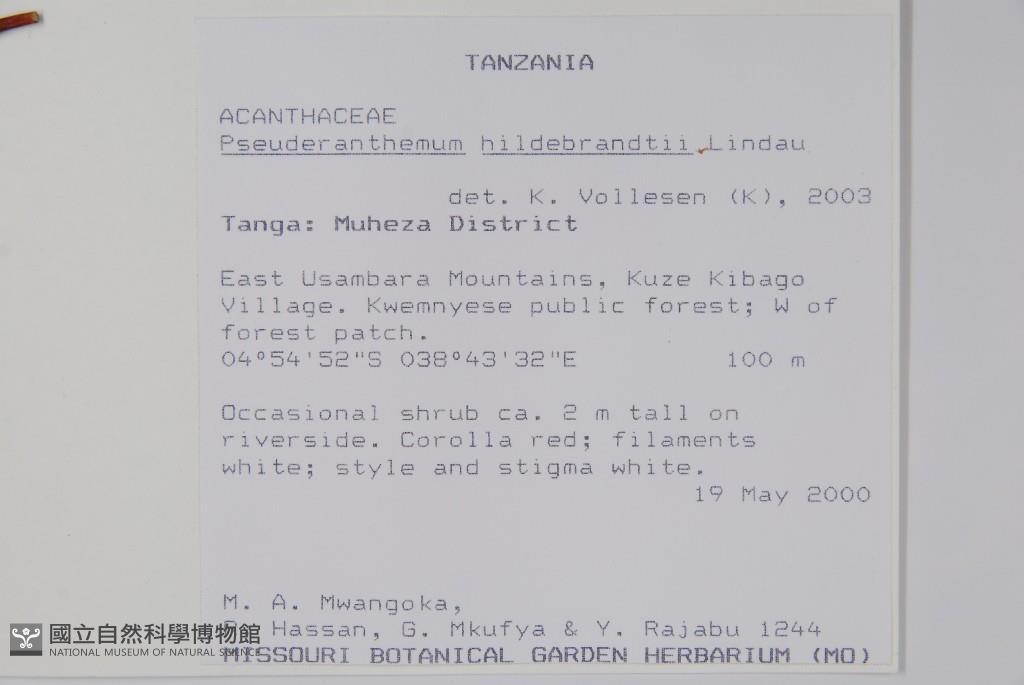 TANZANIA
ACANTHACEAE
Pseuderanthemum hildebrandtii Lindau
det. K. Vollesen (K), 2003
Tanga: Muheza District
East Usambara Mountains, Kuze Kibago
Village. Kwemnyese public forest; W of
forest patch.
04°54'52"S 038°43'32"E 100 m
Occasional shrub ca. 2 m tall on
riverside. Corolla red; filaments
white; style and stigma white.
19 May 2000
M. A. Mwangoka,
Hassan, G. Mkufya & Y. Rajabu 1244
MISSOURI BOTANICAL GARDEN HERBARIUM (MO)
國立自然科學博物館
NATIONAL MUSEUM OF NATURAL SCIENCE